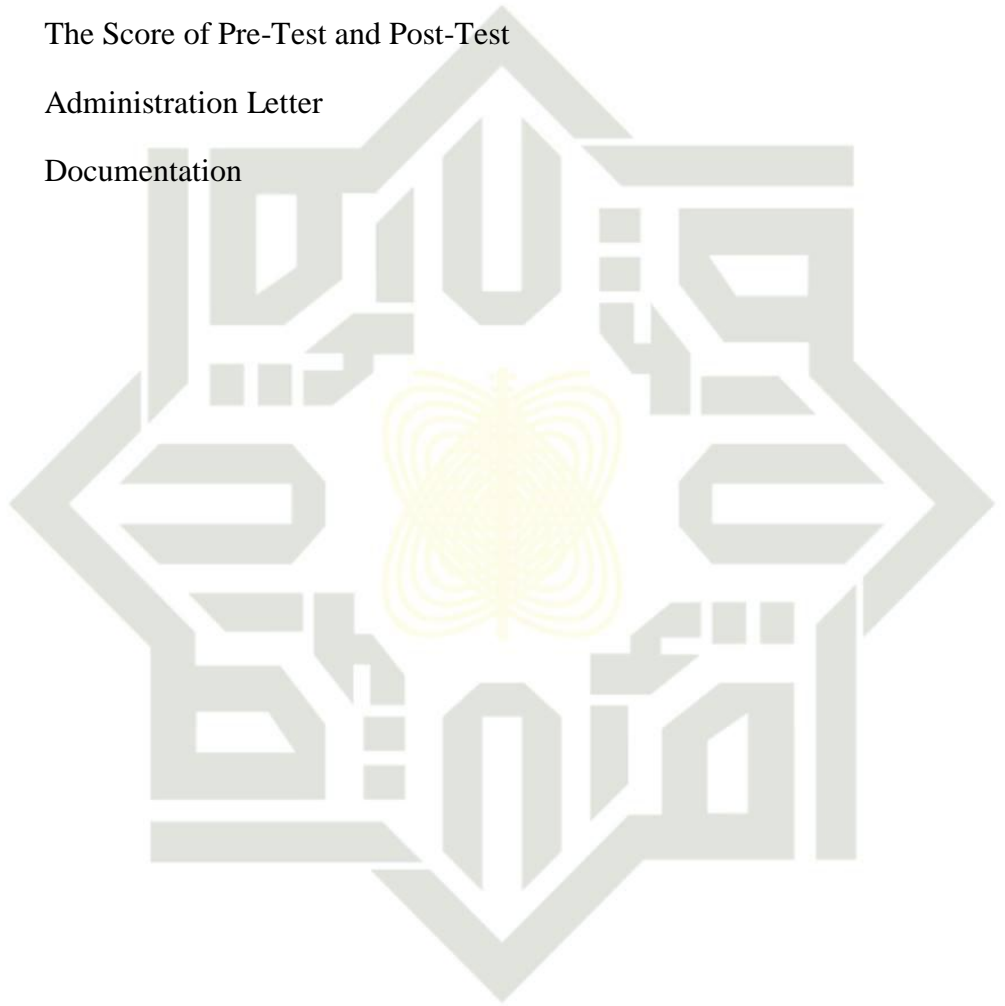 The Score of Pre-Test and Post-Test
Administration Letter
Documentation